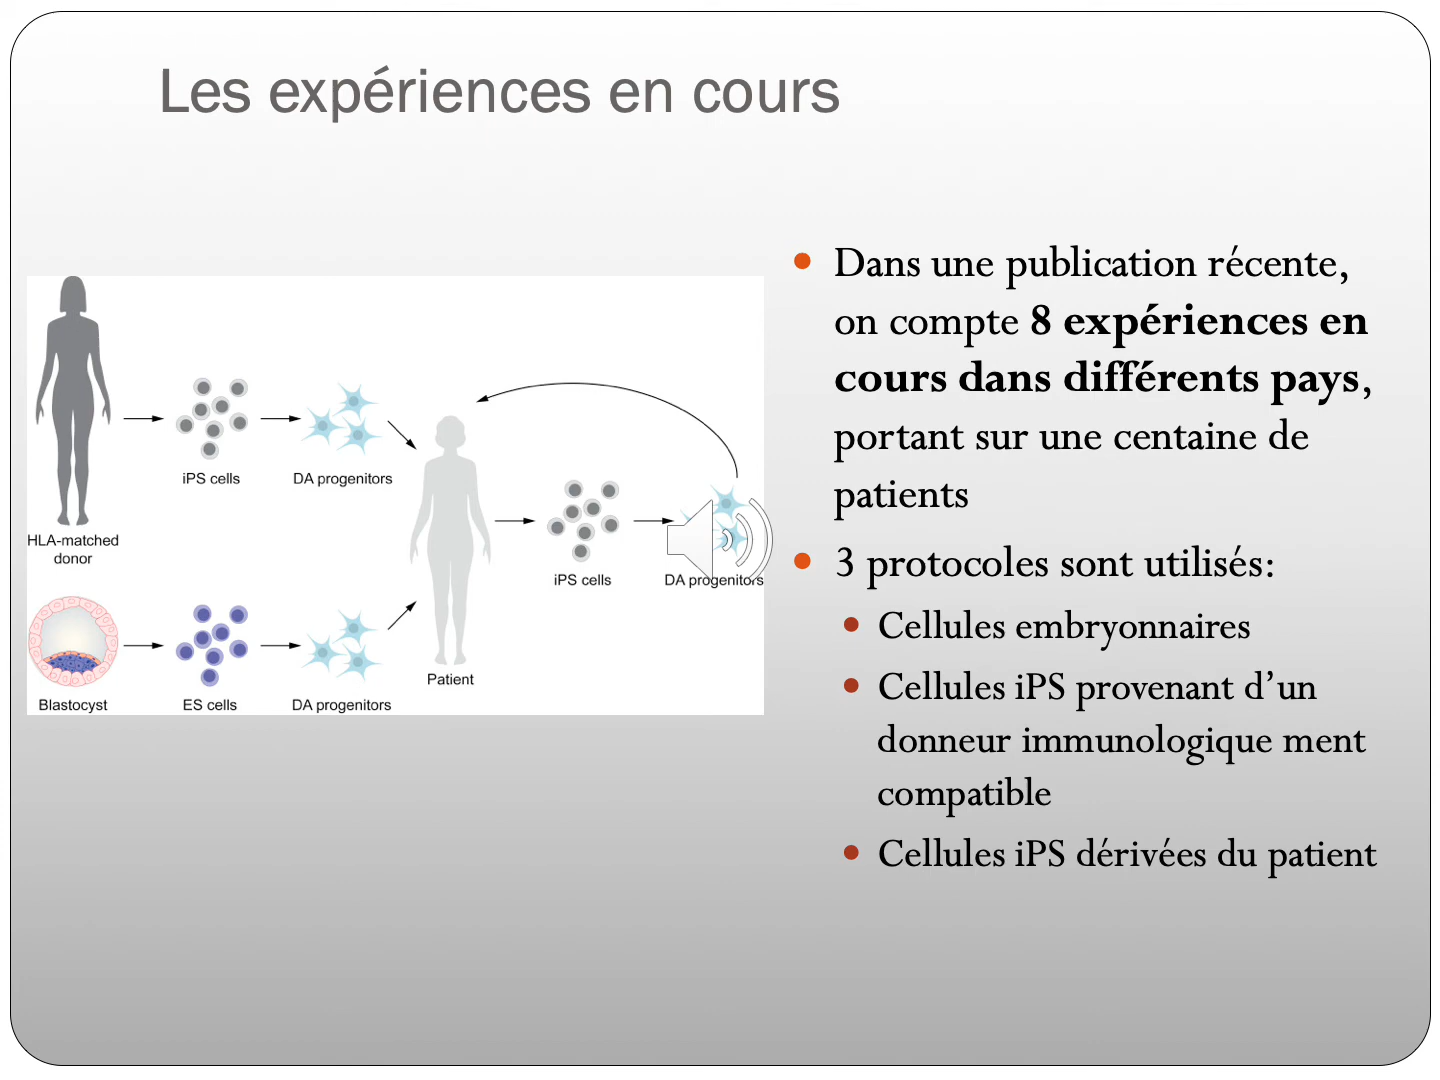 Les expériences en cours
iPS cells
DA progenitors
HLA-matched
donor
iPS cells
DA progenitors
Patient
Blastocyst
ES cells
DA progenitors
Dans une publication récente,
on compte 8 expériences en
cours dans différents pays,
portant sur une centaine de
patients
3 protocoles sont utilisés:
Cellules embryonnaires
Cellules iPS provenant d’un
donneur immunologique ment
compatible
Cellules iPS dérivées du patient